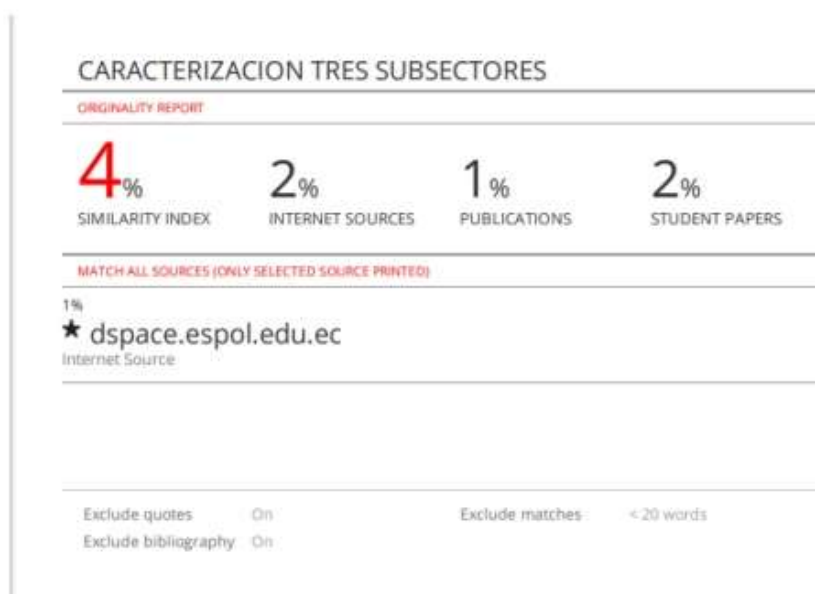 CARACTERIZACION TRES SUBSECTORES
ORIGINALITY REPORT
4% 2% 1% 2%
SIMILARITY INDEX INTERNET SOURCES PUBLICATIONS STUDENT PAPERS
MATCH ALL SOURCES (ONLY SELECTED SOURCE PRINTED)
1%
★ dspace.espol.edu.ec
Internet Source
Exclude quotes On Exclude matches < 20 words
Exclude bibliography On